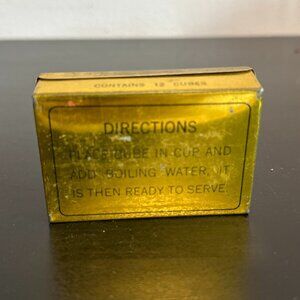 CONTAINS 12 CUBES
DIRECTIONS
PLACE CUBE IN CUP AND
ADD BOILING WATER, IT
IS THEN READY TO SERVE.